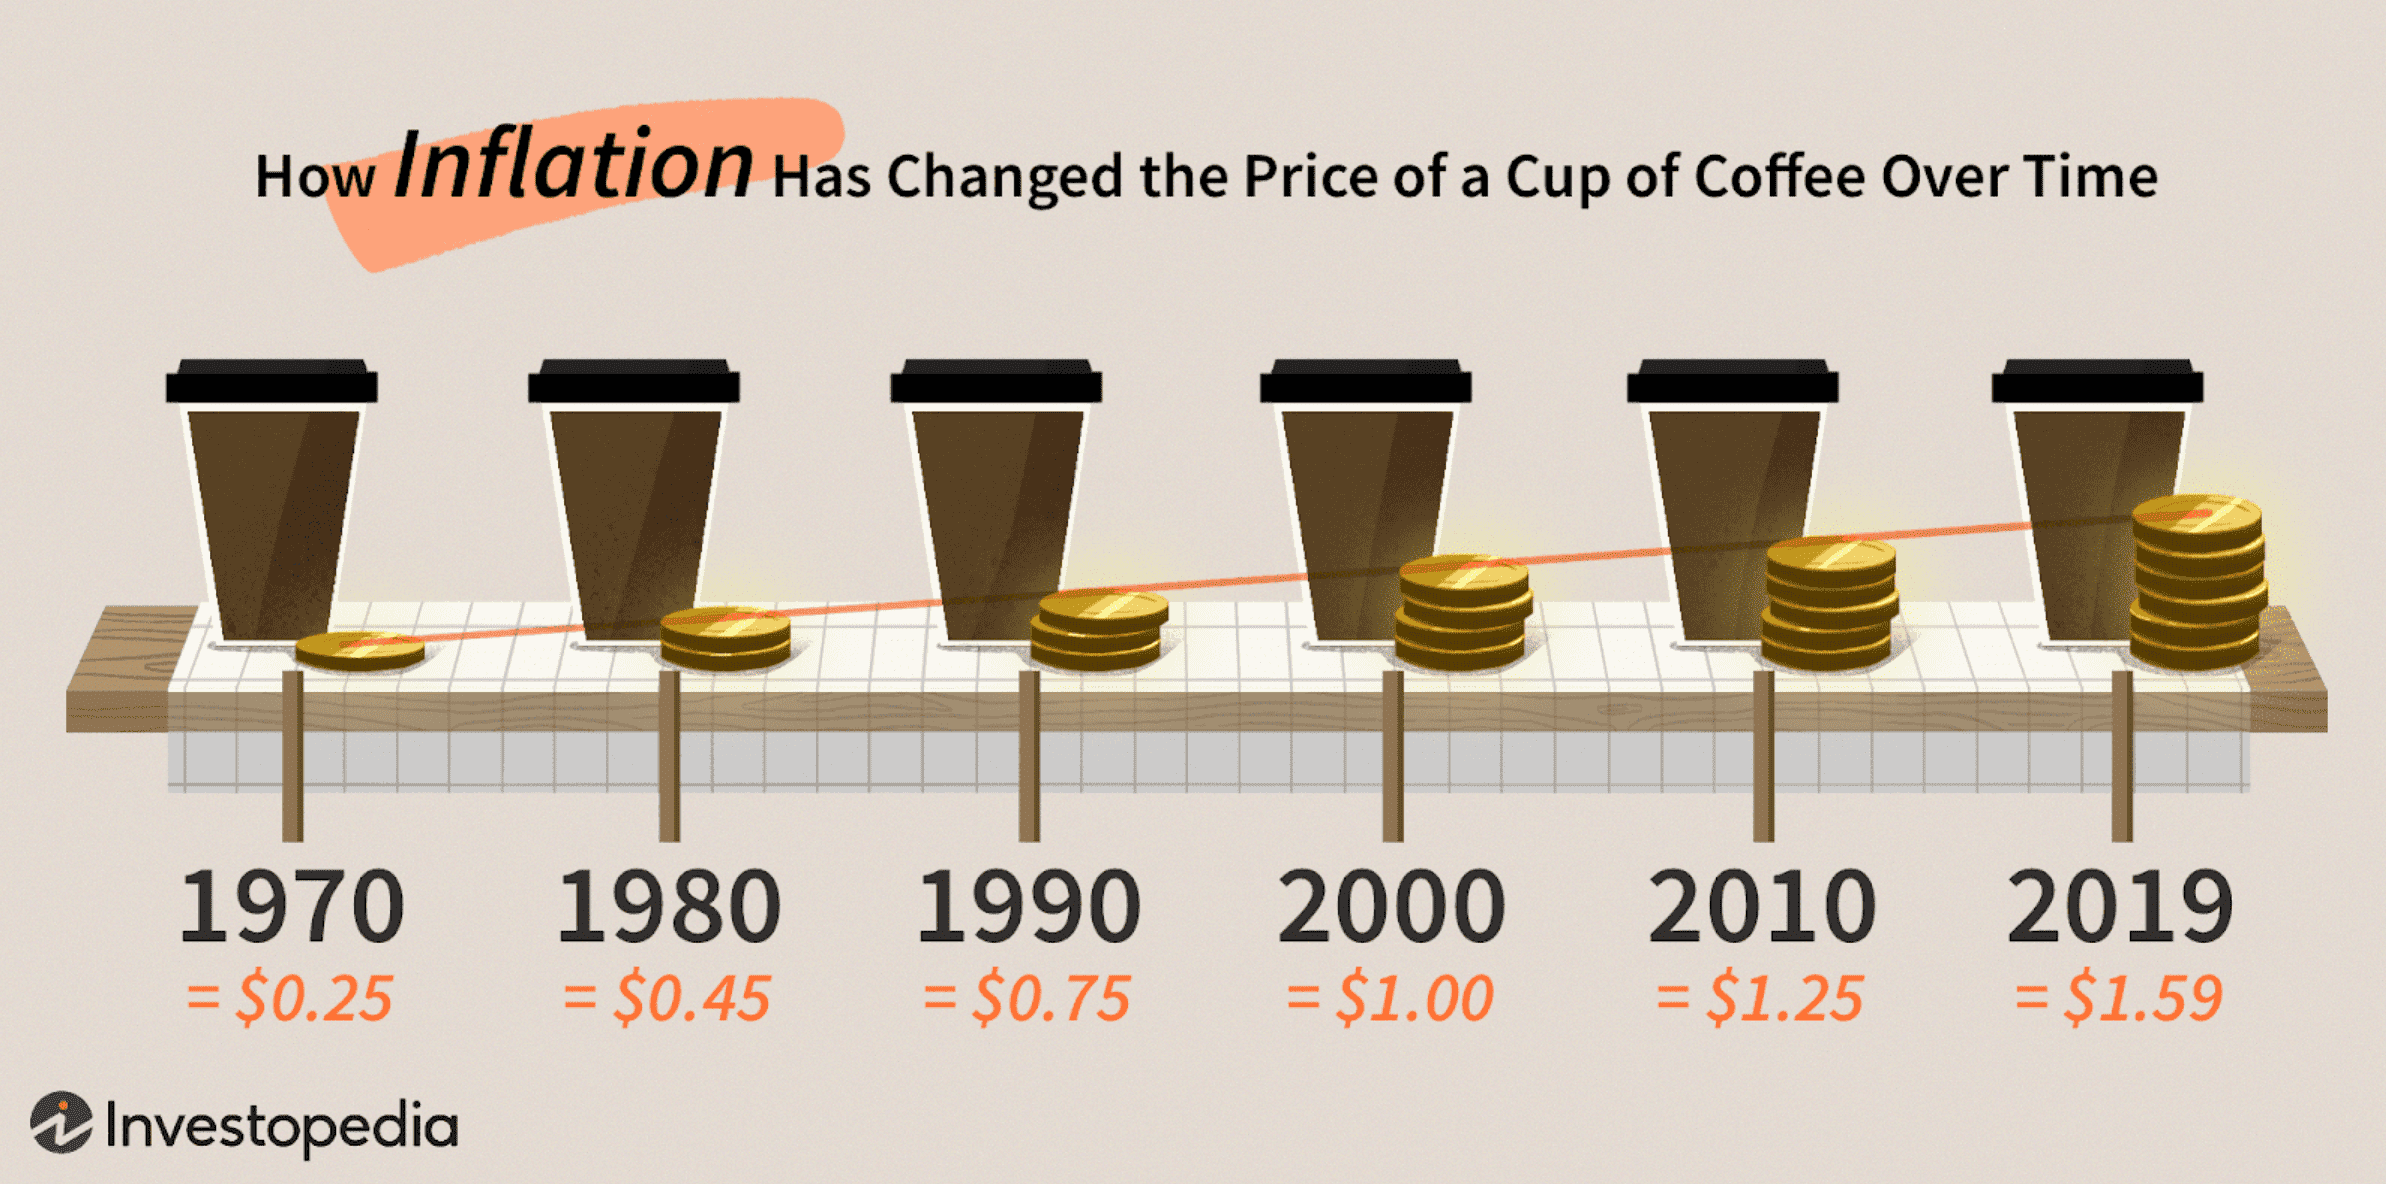 How Inflation Has Changed the Price of a Cup of Coffee Over Time
1970 1980 1990 2000 2010 2019
= $0.25 = $0.45 = $0.75 = $1.00 = $1.25 = $1.59
Investopedia